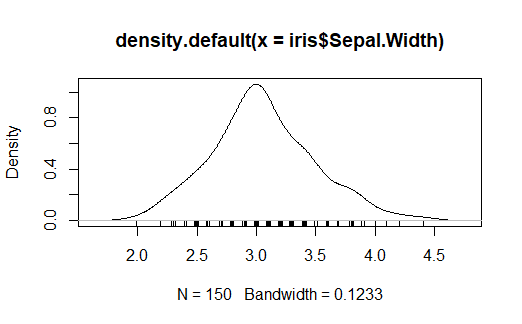 density.default(x = iris$Sepal.Width)
Density
0.8
0.4
0.0
2.0 2.5 3.0 3.5 4.0 4.5
N = 150 Bandwidth = 0.1233